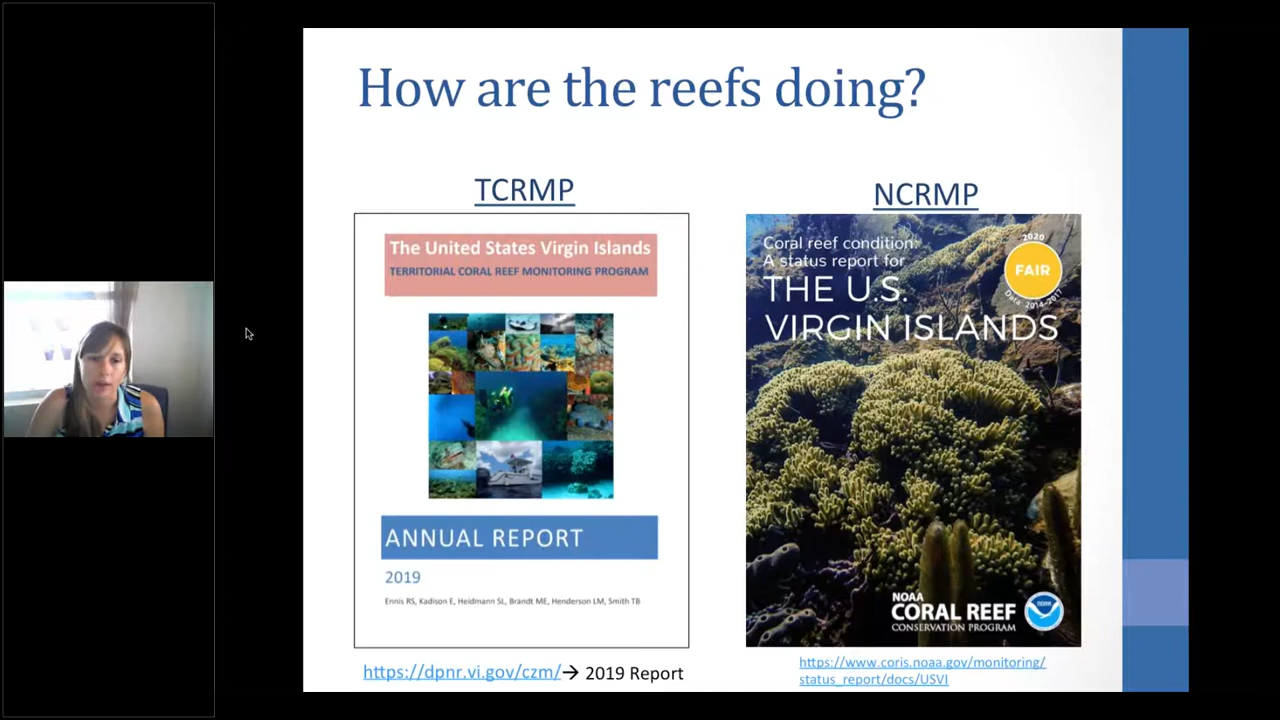 How are the reefs doing?
TCRMP
The United States Virgin Islands
TERRITORIAL CORAL REEF MONITORING PROGRAM
ANNUAL REPORT
2019
Ennis RS, Kadison E, Heidmann SL, Brandt ME, Henderson LM, Smith TB
https://dpnr.vi.gov/czm/→ 2019 Report
NCRMP
Coral reef condition:
A status report for
THE U.S.
VIRGIN ISLANDS
2020
FAIR
Data: 2014-2017
NOAA
CORAL REEF
CONSERVATION PROGRAM
NOAA
https://www.coris.noaa.gov/monitoring/
status_report/docs/USVI